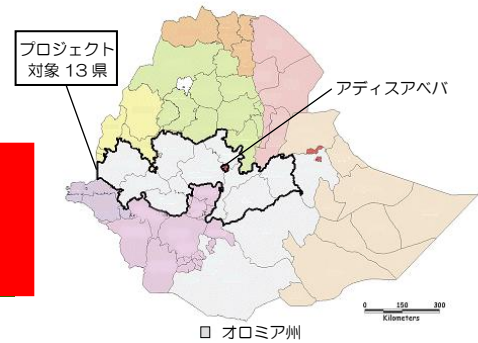 プロジェクト
対象 13 県
アディスアベバ
0 150 300
Kilometers
オロミア州